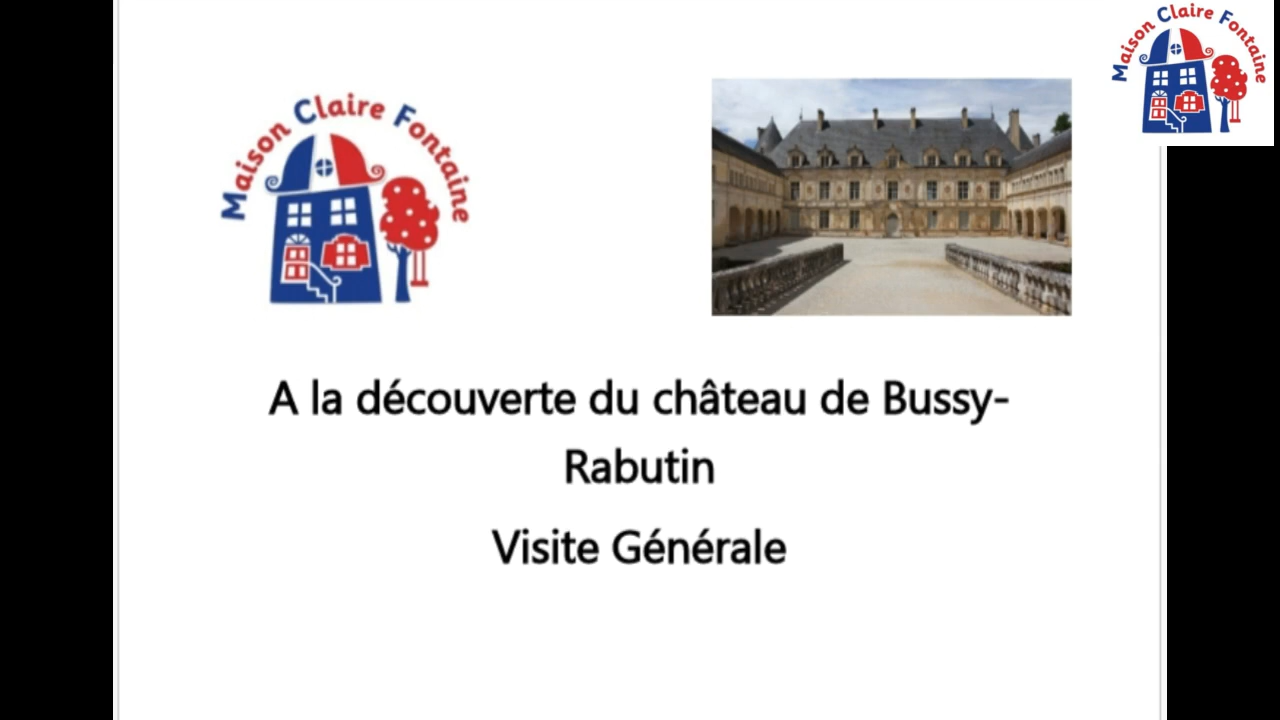 Maison Claire Fontaine
Maison Claire Fontaine
A la découverte du château de Bussy-
Rabutin
Visite Générale